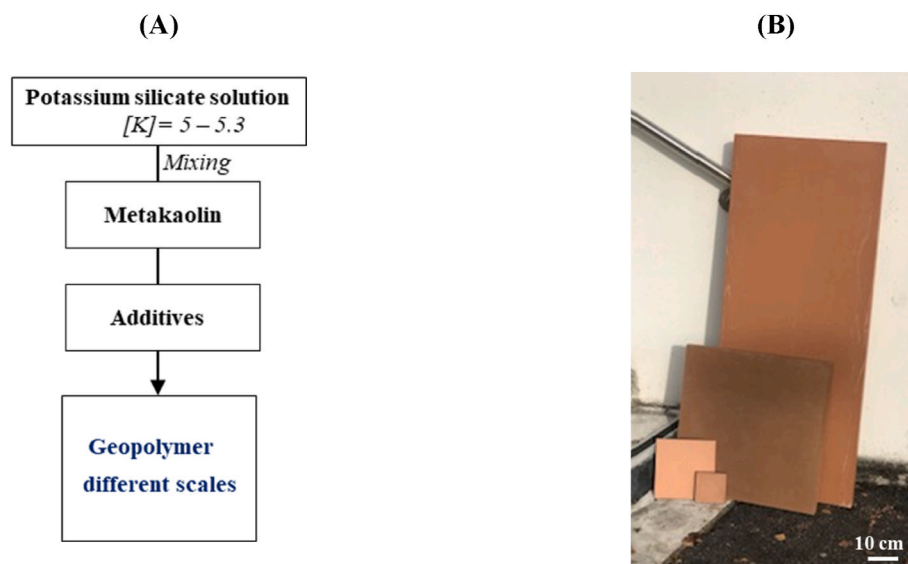 (A)
Potassium silicate solution
[K]= 5 – 5.3
Mixing
Metakaolin
Additives
Geopolymer
different scales
(B)
10 cm